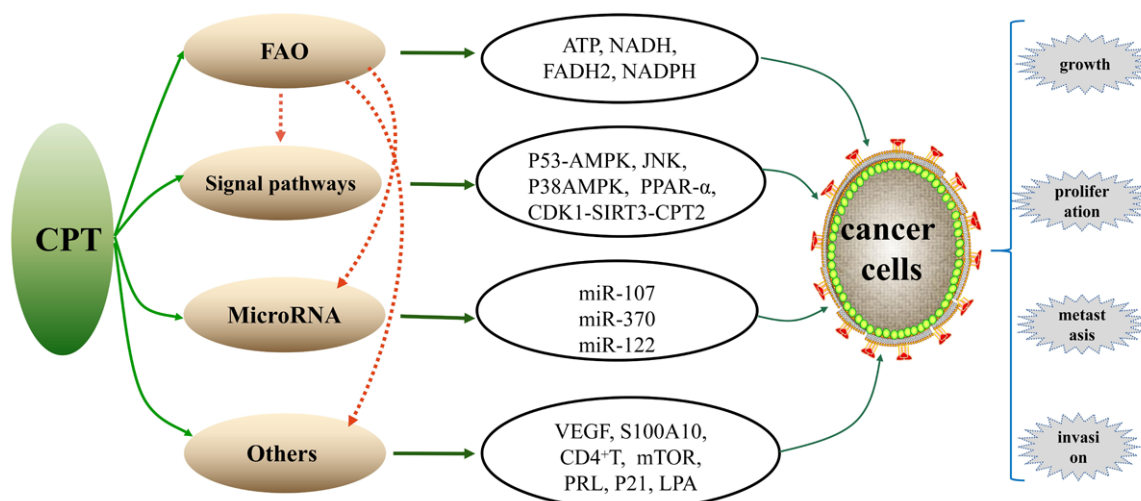 CPT
FAO
Signal pathways
MicroRNA
Others
ATP, NADH,
FADH2, NADPH
P53-AMPK, JNK,
P38AMPK, PPAR-α,
CDK1-SIRT3-CPT2
miR-107
miR-370
miR-122
VEGF, S100A10,
CD4⁺T, mTOR,
PRL, P21, LPA
cancer
cells
growth
prolifer
ation
metast
asis
invasi
on